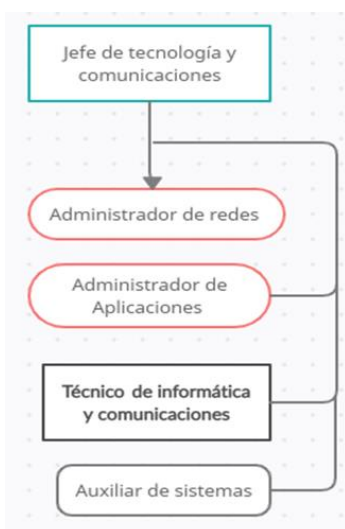 Jefe de tecnología y
comunicaciones
Administrador de redes
Administrador de
Aplicaciones
Técnico de informática
y comunicaciones
Auxiliar de sistemas